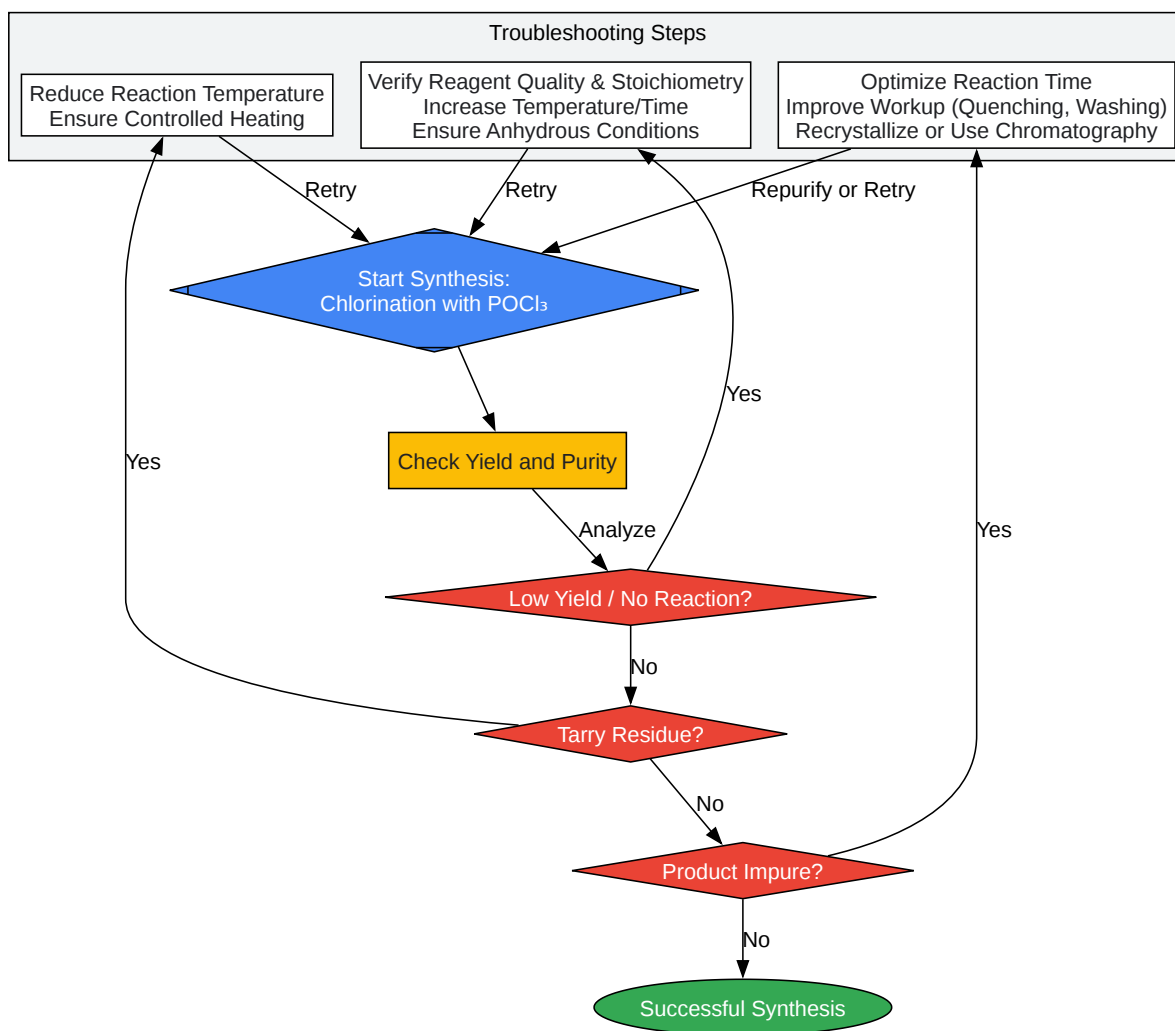 Troubleshooting Steps
Reduce Reaction Temperature
Ensure Controlled Heating
Verify Reagent Quality & Stoichiometry
Increase Temperature/Time
Ensure Anhydrous Conditions
Optimize Reaction Time
Improve Workup (Quenching, Washing)
Recrystallize or Use Chromatography
Retry
Retry
Repurify or Retry
Start Synthesis:
Chlorination with POCl₃
Yes
Check Yield and Purity
Yes
Analyze
Yes
Low Yield / No Reaction?
No
Tarry Residue?
No
Product Impure?
No
Successful Synthesis